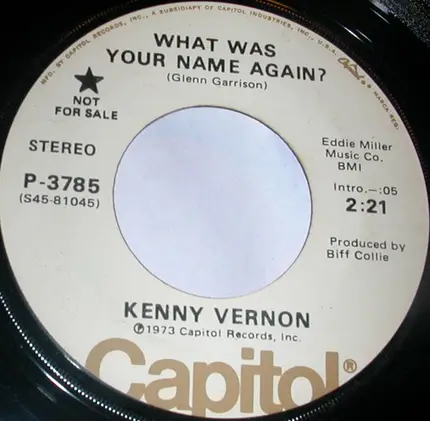 MFD. BY CAPITOL RECORDS, INC., A SUBSIDIARY OF CAPITOL INDUSTRIES, INC., U.S.A.
MARCA REG.
WHAT WAS
YOUR NAME AGAIN?
(Glenn Garrison)
★
NOT
FOR SALE
STEREO
P-3785
(S45-81045)
Eddie Miller
Music Co.
BMI
Intro.–:05
2:21
Produced by
Biff Collie
KENNY VERNON
℗1973 Capitol Records, Inc.
Capitol®